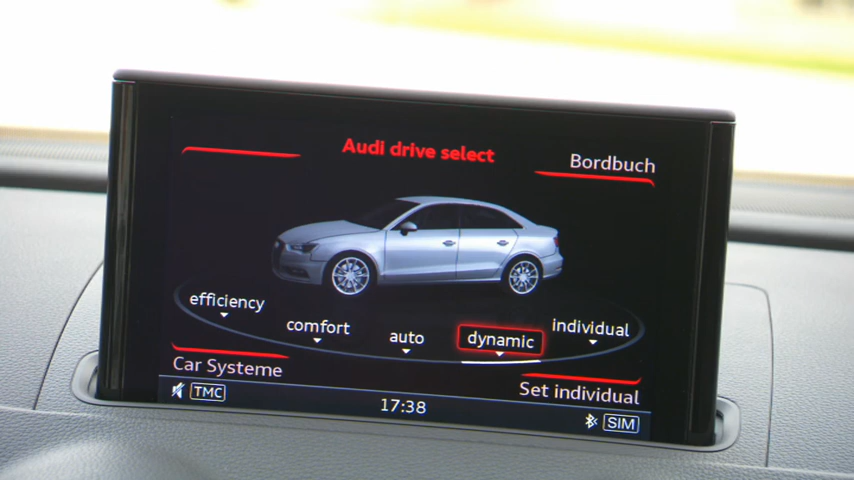 Audi drive select
Bordbuch
efficiency
comfort
auto
dynamic
individual
Car Systeme
Set individual
TMC
17:38
SIM